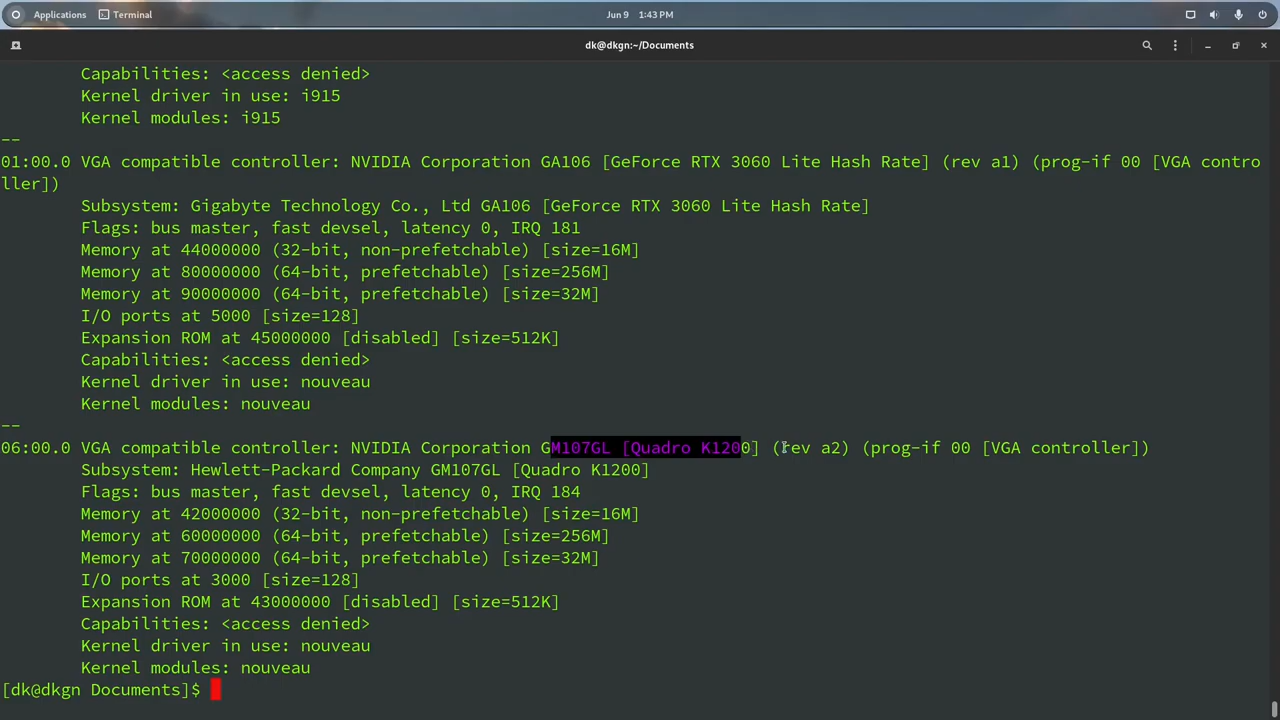 Applications Terminal Jun 9 1:43 PM
dk@dkgn:~/Documents
Capabilities: <access denied>
Kernel driver in use: i915
Kernel modules: i915
--
01:00.0 VGA compatible controller: NVIDIA Corporation GA106 [GeForce RTX 3060 Lite Hash Rate] (rev a1) (prog-if 00 [VGA contro
ller])
Subsystem: Gigabyte Technology Co., Ltd GA106 [GeForce RTX 3060 Lite Hash Rate]
Flags: bus master, fast devsel, latency 0, IRQ 181
Memory at 44000000 (32-bit, non-prefetchable) [size=16M]
Memory at 80000000 (64-bit, prefetchable) [size=256M]
Memory at 90000000 (64-bit, prefetchable) [size=32M]
I/O ports at 5000 [size=128]
Expansion ROM at 45000000 [disabled] [size=512K]
Capabilities: <access denied>
Kernel driver in use: nouveau
Kernel modules: nouveau
--
06:00.0 VGA compatible controller: NVIDIA Corporation GM107GL [Quadro K1200] (rev a2) (prog-if 00 [VGA controller])
Subsystem: Hewlett-Packard Company GM107GL [Quadro K1200]
Flags: bus master, fast devsel, latency 0, IRQ 184
Memory at 42000000 (32-bit, non-prefetchable) [size=16M]
Memory at 60000000 (64-bit, prefetchable) [size=256M]
Memory at 70000000 (64-bit, prefetchable) [size=32M]
I/O ports at 3000 [size=128]
Expansion ROM at 43000000 [disabled] [size=512K]
Capabilities: <access denied>
Kernel driver in use: nouveau
Kernel modules: nouveau
[dk@dkgn Documents]$